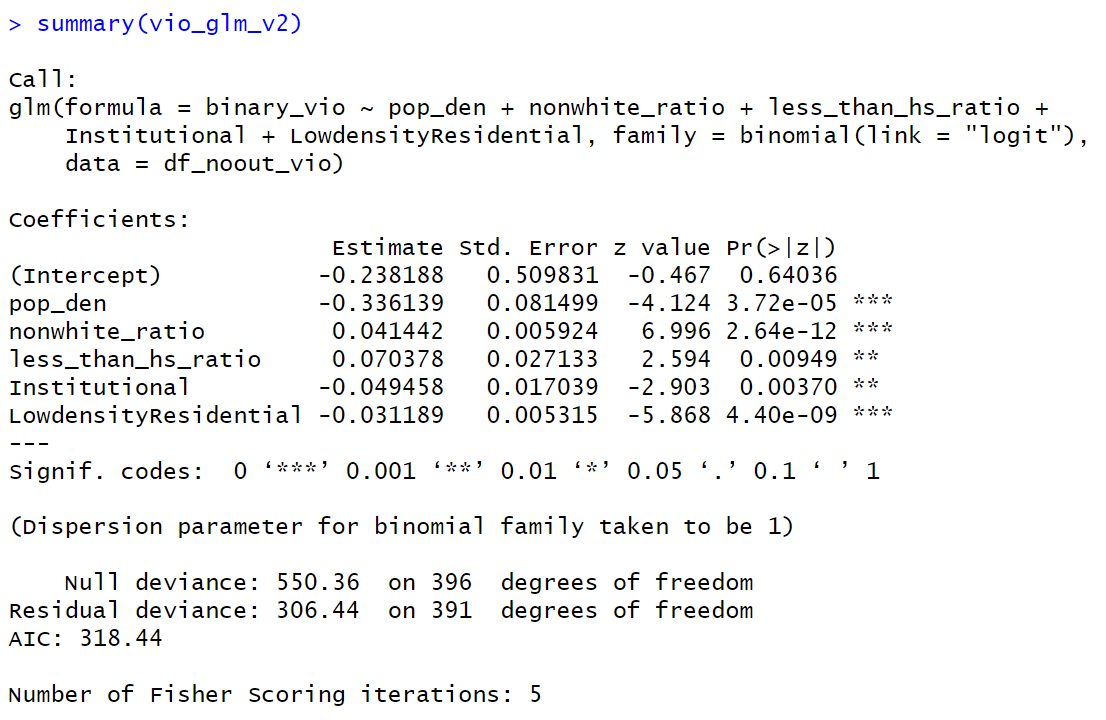 > summary(vio_glm_v2)

Call:
glm(formula = binary_vio ~ pop_den + nonwhite_ratio + less_than_hs_ratio +
    Institutional + LowdensityResidential, family = binomial(link = "logit"),
    data = df_noout_vio)

Coefficients:
                       Estimate Std. Error z value Pr(>|z|)
(Intercept)           -0.238188   0.509831  -0.467  0.64036
pop_den               -0.336139   0.081499  -4.124 3.72e-05 ***
nonwhite_ratio         0.041442   0.005924   6.996 2.64e-12 ***
less_than_hs_ratio     0.070378   0.027133   2.594  0.00949 **
Institutional         -0.049458   0.017039  -2.903  0.00370 **
LowdensityResidential -0.031189   0.005315  -5.868 4.40e-09 ***
---
Signif. codes:  0 ‘***’ 0.001 ‘**’ 0.01 ‘*’ 0.05 ‘.’ 0.1 ‘ ’ 1

(Dispersion parameter for binomial family taken to be 1)

    Null deviance: 550.36  on 396  degrees of freedom
Residual deviance: 306.44  on 391  degrees of freedom
AIC: 318.44

Number of Fisher Scoring iterations: 5